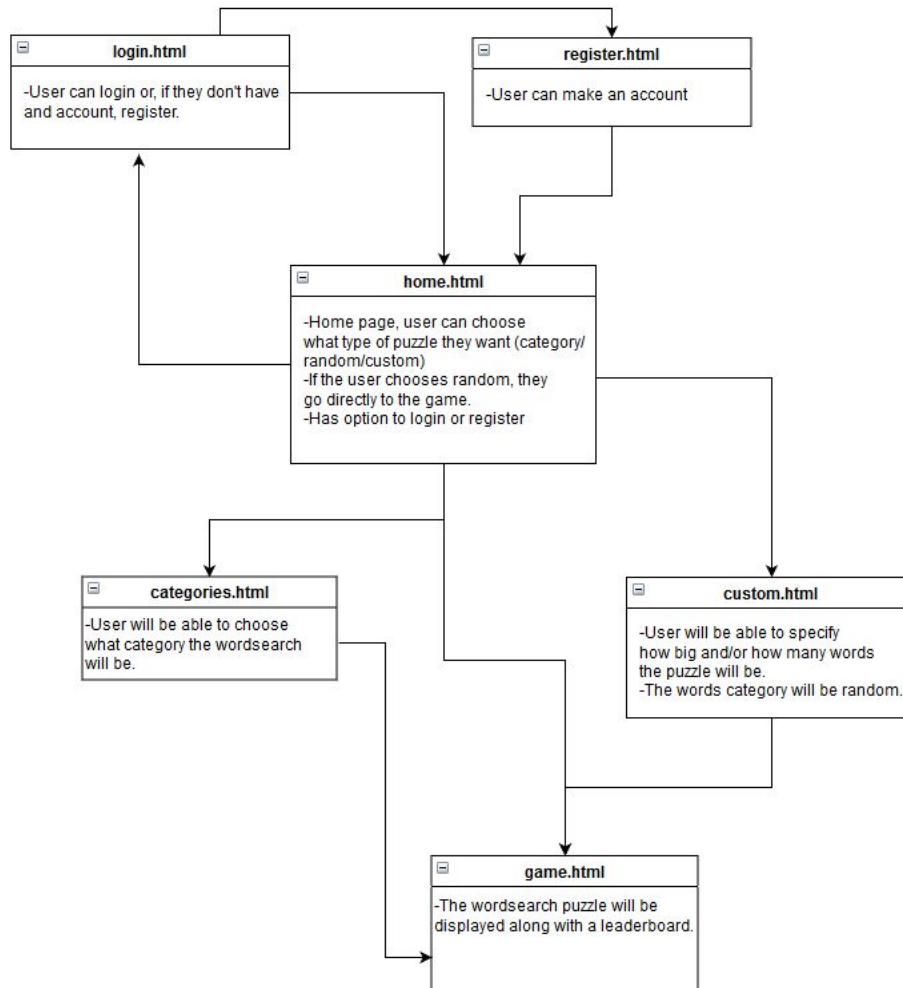 login.html
-User can login or, if they don't have
and account, register.
register.html
-User can make an account
home.html
-Home page, user can choose
what type of puzzle they want (category/
random/custom)
-If the user chooses random, they
go directly to the game.
-Has option to login or register
categories.html
-User will be able to choose
what category the wordsearch
will be.
custom.html
-User will be able to specify
how big and/or how many words
the puzzle will be.
-The words category will be random.
game.html
-The wordsearch puzzle will be
displayed along with a leaderboard.